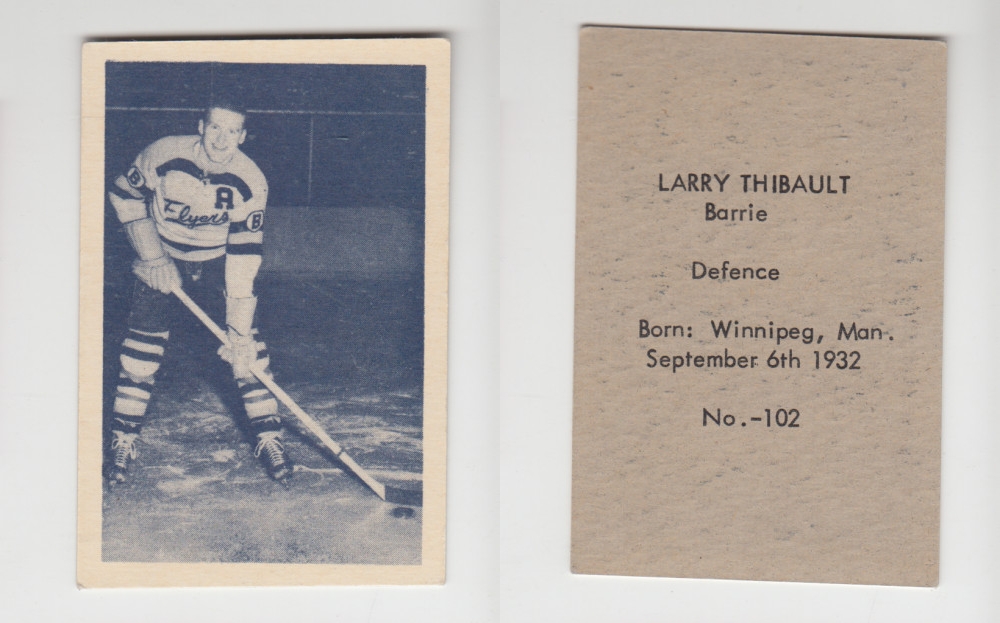 B
A
Flyers
B
LARRY THIBAULT
Barrie
Defence
Born: Winnipeg, Man.
September 6th 1932
No.-102